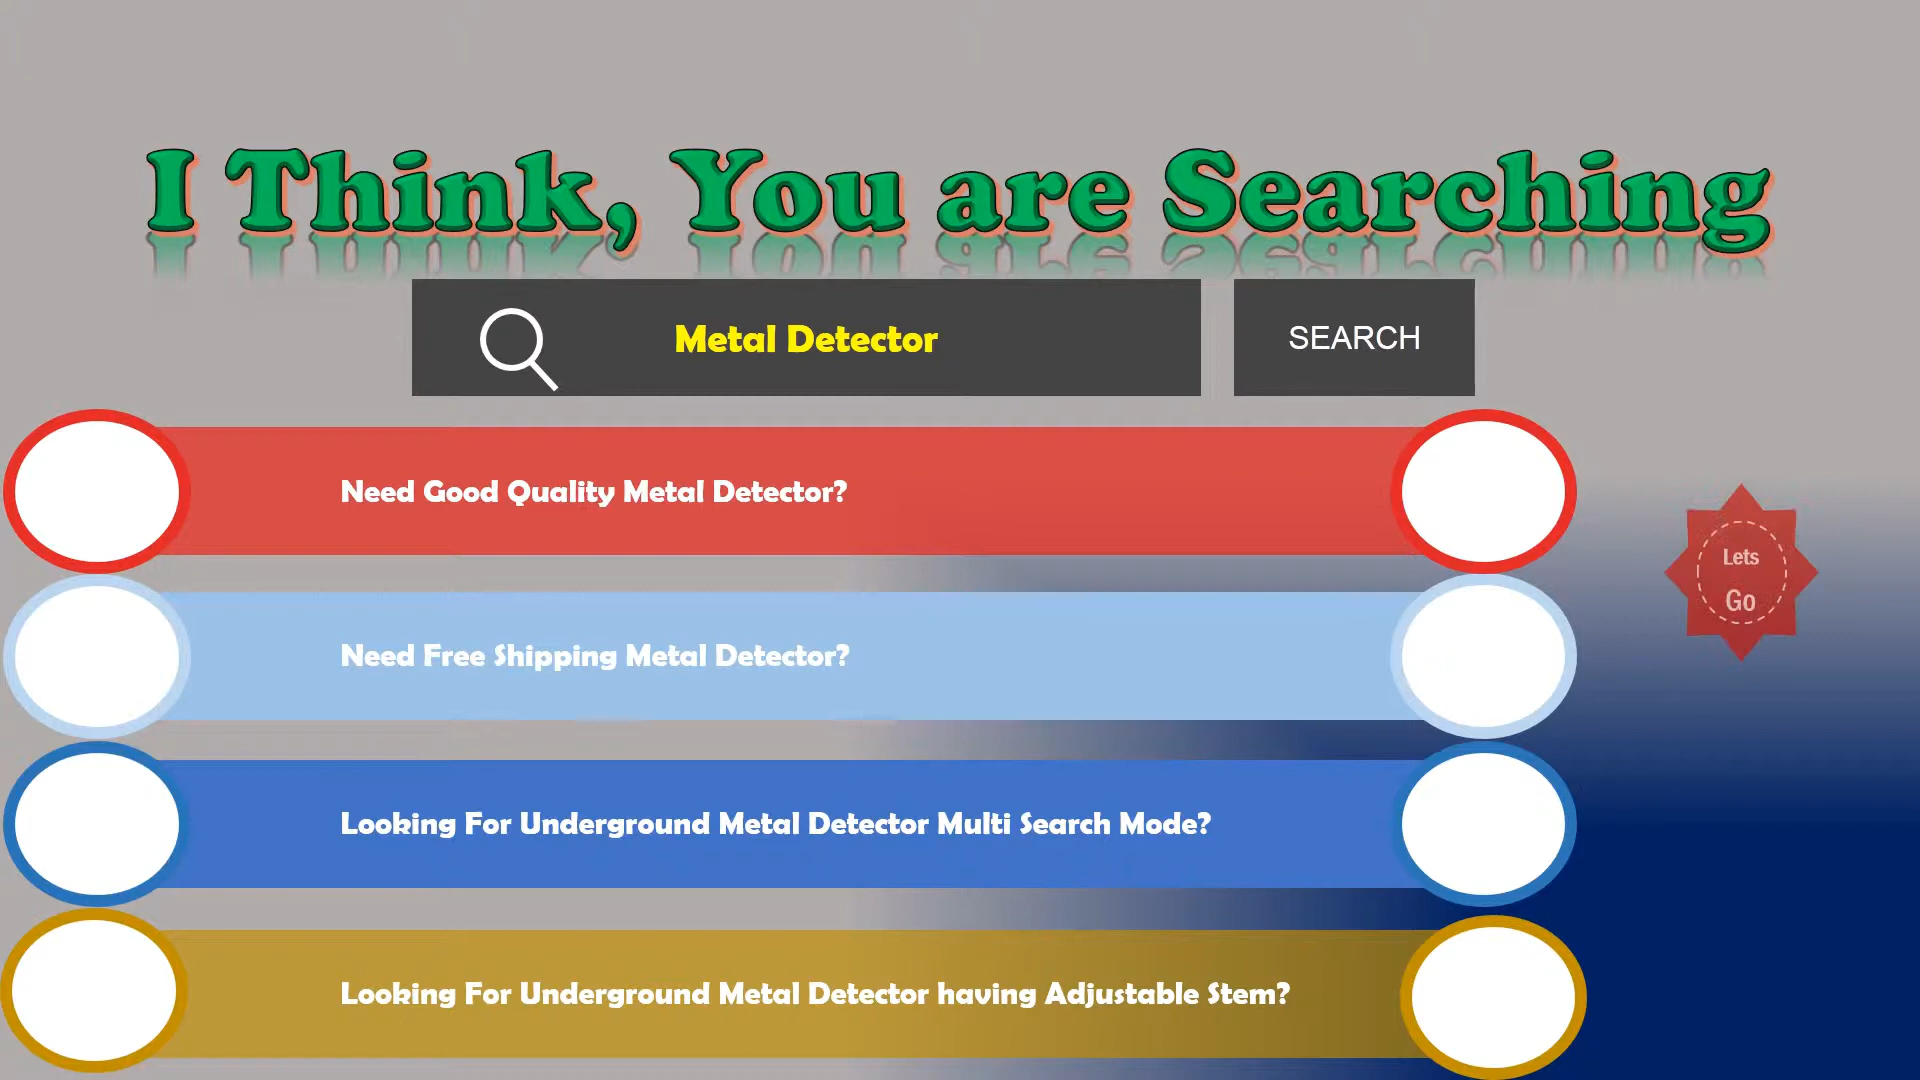 I Think, You are Searching
Metal Detector
SEARCH
Need Good Quality Metal Detector?
Lets
Go
Need Free Shipping Metal Detector?
Looking For Underground Metal Detector Multi Search Mode?
Looking For Underground Metal Detector having Adjustable Stem?